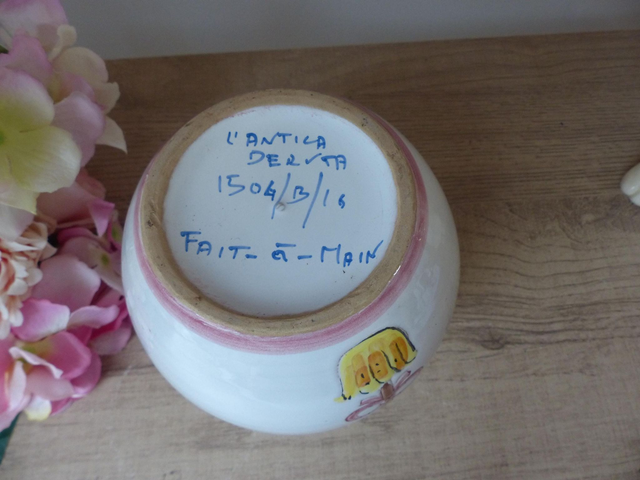 L'ANTICA
DERUTA
1504/B/16
FAIT-à-MAIN